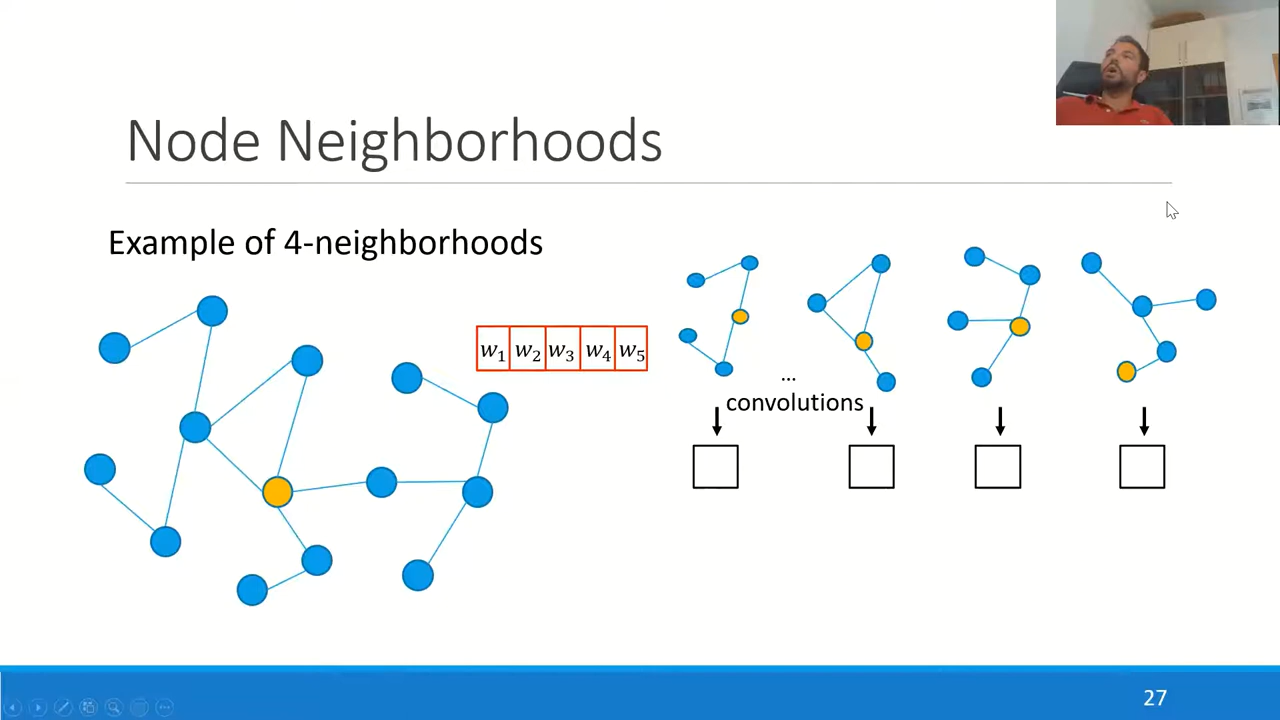 Node Neighborhoods
Example of 4-neighborhoods
w₁ w₂ w₃ w₄ w₅
...
convolutions
27